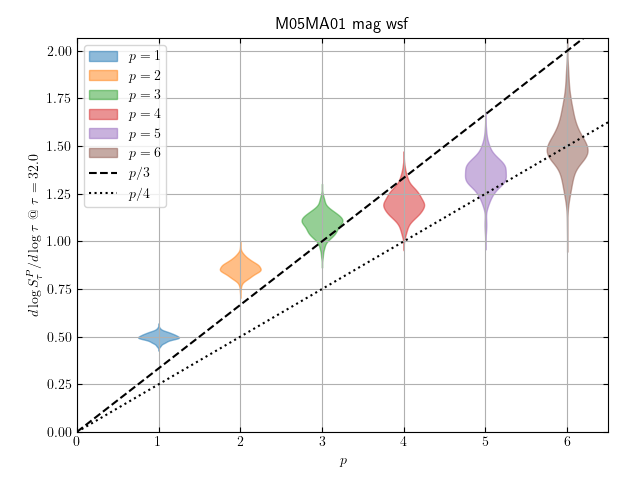 M05MA01 mag wsf
d log S_τ^P / d log τ @ τ = 32.0
2.00
1.75
1.50
1.25
1.00
0.75
0.50
0.25
0.00
p = 1
p = 2
p = 3
p = 4
p = 5
p = 6
p/3
p/4
0 1 2 3 4 5 6
p